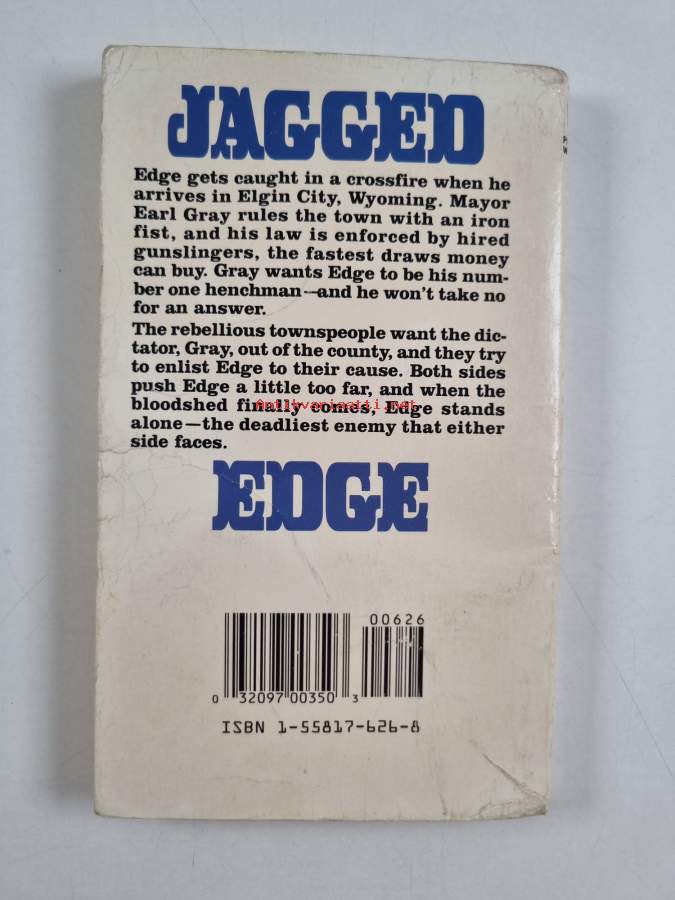 JAGGED
Edge gets caught in a crossfire when he
arrives in Elgin City, Wyoming. Mayor
Earl Gray rules the town with an iron
fist, and his law is enforced by hired
gunslingers, the fastest draws money
can buy. Gray wants Edge to be his num-
ber one henchman—and he won't take no
for an answer.
The rebellious townspeople want the dic-
tator, Gray, out of the county, and they try
to enlist Edge to their cause. Both sides
push Edge a little too far, and when the
bloodshed finally comes, Edge stands
Antikvariaatti.net
alone—the deadliest enemy that either
side faces.
EDGE
00626
0 32097 00350 3
ISBN 1-55817-626-8